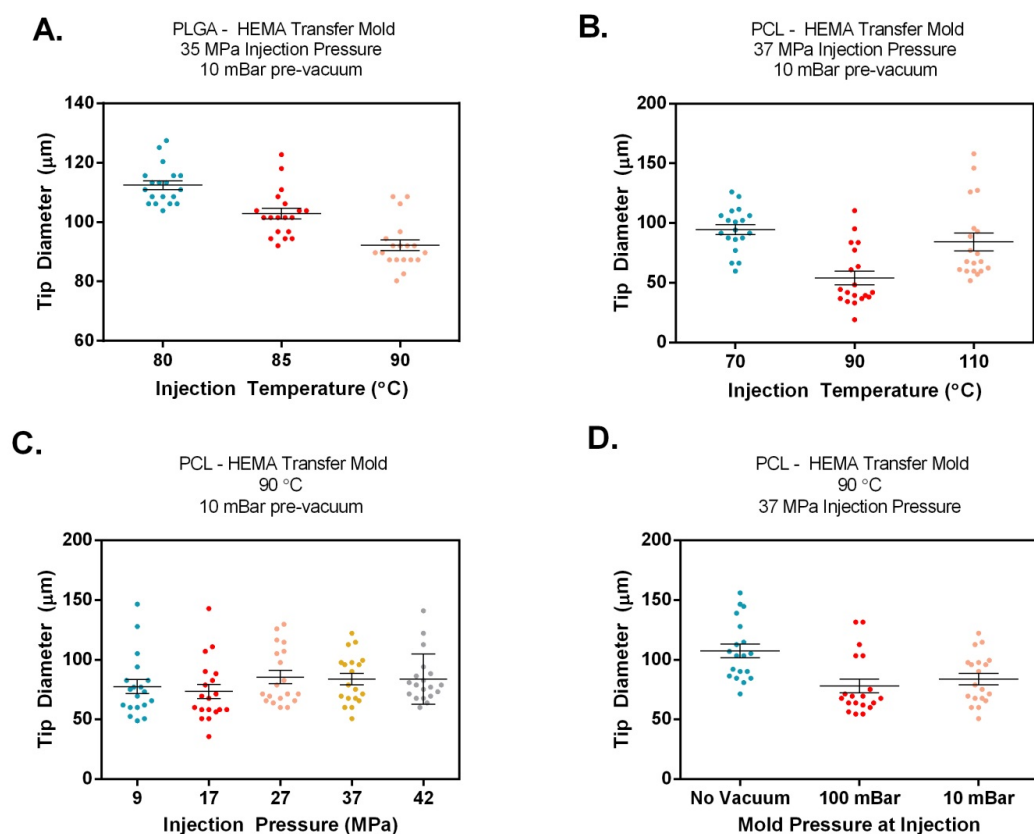 A.
PLGA - HEMA Transfer Mold
35 MPa Injection Pressure
10 mBar pre-vacuum
140
120
100
80
60
Tip Diameter (μm)
80 85 90
Injection Temperature (°C)
B.
PCL - HEMA Transfer Mold
37 MPa Injection Pressure
10 mBar pre-vacuum
200
150
100
50
0
Tip Diameter (μm)
70 90 110
Injection Temperature (°C)
C.
PCL - HEMA Transfer Mold
90 °C
10 mBar pre-vacuum
200
150
100
50
0
Tip Diameter (μm)
9 17 27 37 42
Injection Pressure (MPa)
D.
PCL - HEMA Transfer Mold
90 °C
37 MPa Injection Pressure
200
150
100
50
0
Tip Diameter (μm)
No Vacuum 100 mBar 10 mBar
Mold Pressure at Injection